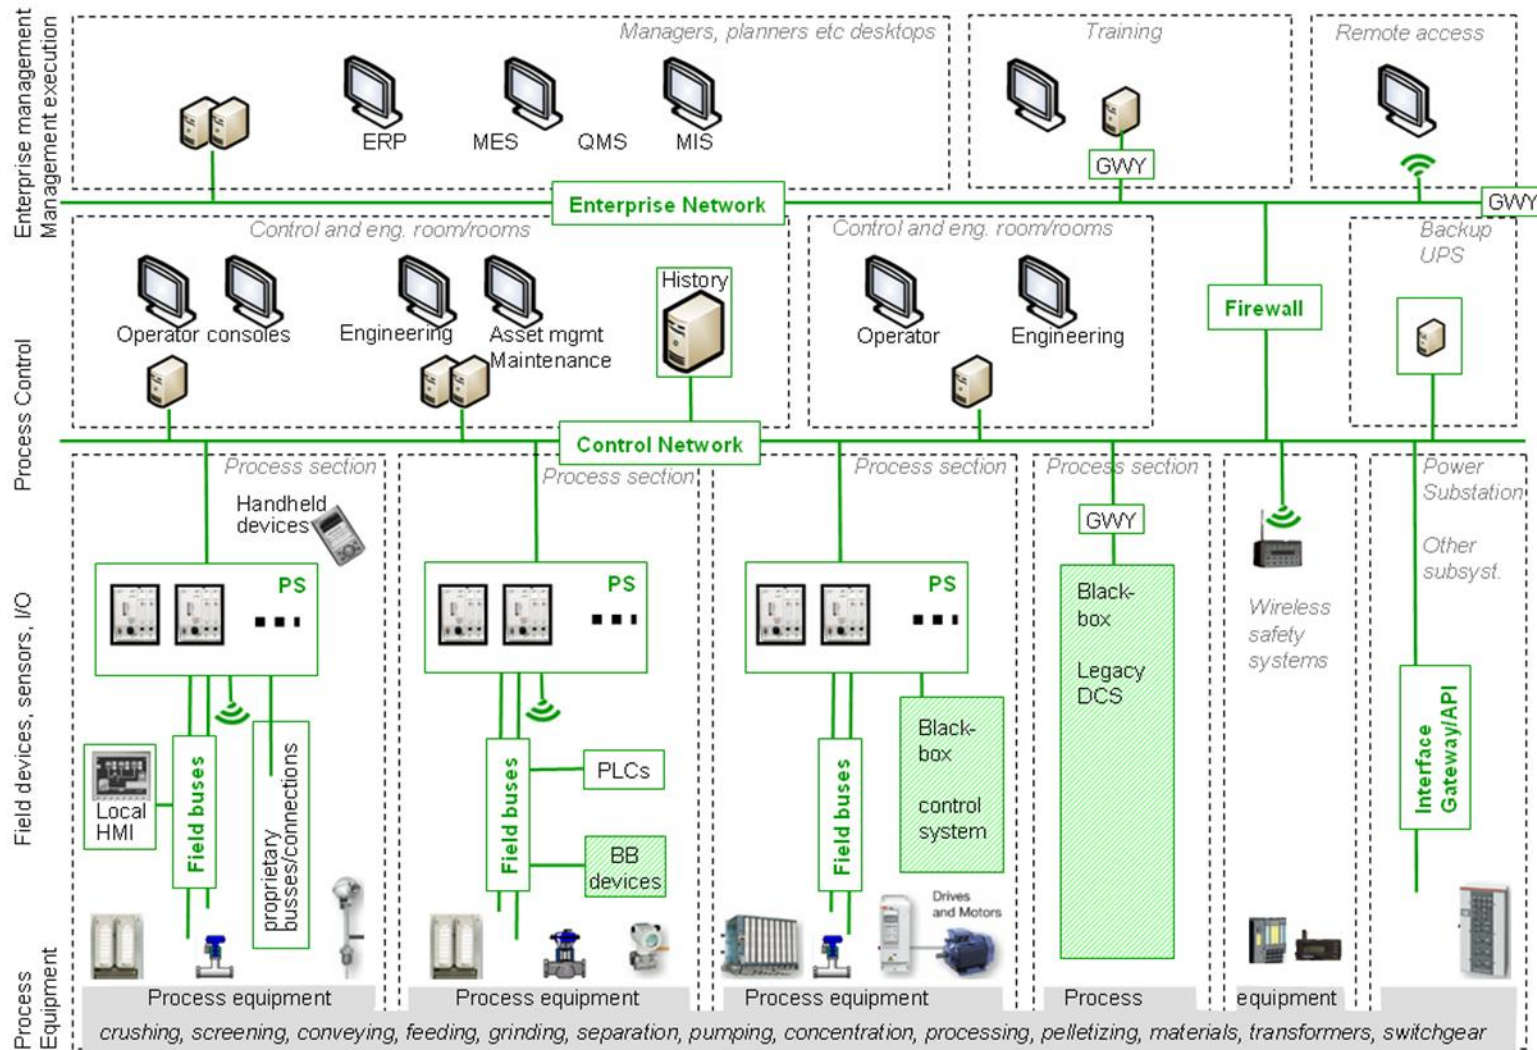 Enterprise management
Management execution
Managers, planners etc desktops
ERP
MES
QMS
MIS
Training
GWY
Remote access
GWY
Enterprise Network
Process Control
Control and eng. room/rooms
Operator consoles
Engineering
Asset mgmt
Maintenance
History
Control and eng. room/rooms
Operator
Engineering
Firewall
Backup
UPS
Control Network
Field devices, sensors, I/O
Process section
Handheld
devices
PS
Local
HMI
Field buses
proprietary
busses/connections
Process section
PS
Field buses
PLCs
BB
devices
Process section
PS
Field buses
Black-
box
control
system
Drives
and Motors
Process section
GWY
Black-
box
Legacy
DCS
Wireless
safety
systems
Power
Substation
Other
subsyst.
Interface
Gateway/API
Process
Equipment
Process equipment
Process equipment
Process equipment
Process
equipment
crushing, screening, conveying, feeding, grinding, separation, pumping, concentration, processing, pelletizing, materials, transformers, switchgear